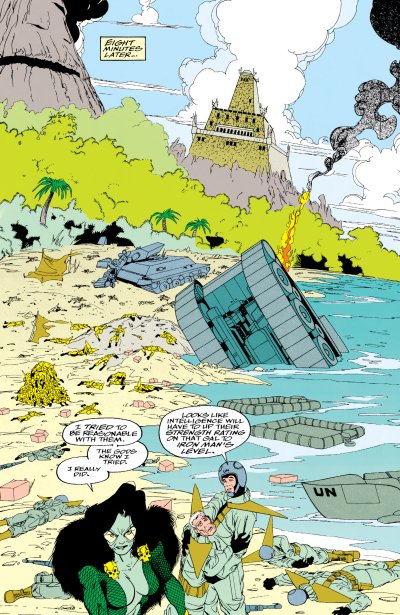 EIGHT
MINUTES
LATER...
LOOKS LIKE
INTELLIGENCE WILL
HAVE TO UP THEIR
STRENGTH RATING
ON THAT GAL TO
IRON MAN'S
LEVEL.
I TRIED TO
BE REASONABLE
WITH THEM.
THE GODS
KNOW I
TRIED.
I REALLY
DID.
UN